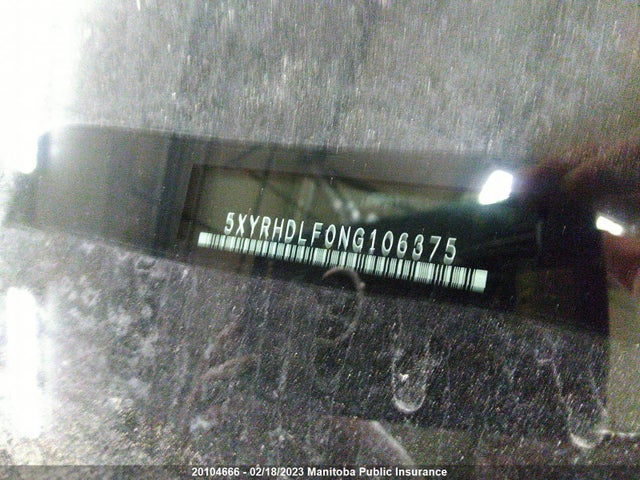 5XYRHDLF0NG106375
20104666 - 02/18/2023 Manitoba Public Insurance